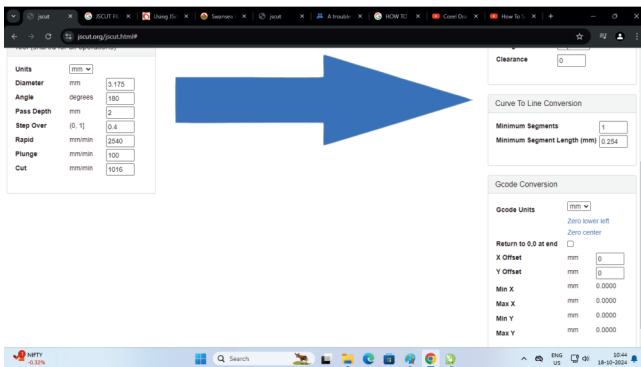 jscut
JSCUT FI
Using JSc
Swansea
jscut
A trouble
HOW TO
Corel Dra
How To S
jscut.org/jscut.html#
Units mm
Diameter mm 3.175
Angle degrees 180
Pass Depth mm 2
Step Over (0, 1] 0.4
Rapid mm/min 2540
Plunge mm/min 100
Cut mm/min 1016
Clearance 0
Curve To Line Conversion
Minimum Segments 1
Minimum Segment Length (mm) 0.254
Gcode Conversion
Gcode Units mm
Zero lower left
Zero center
Return to 0,0 at end
X Offset mm 0
Y Offset mm 0
Min X mm 0.0000
Max X mm 0.0000
Min Y mm 0.0000
Max Y mm 0.0000
NIFTY
-0.32%
Search
ENG
US
10:44
18-10-2024